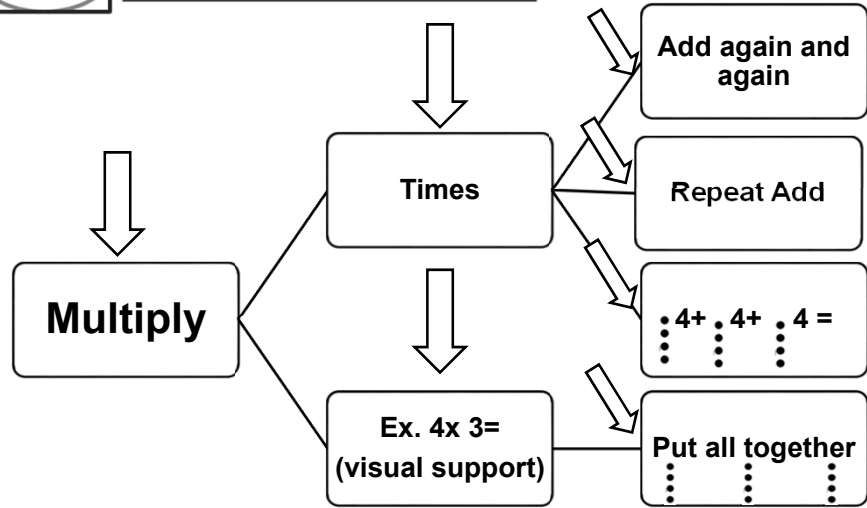 Multiply
Times
Ex. 4x 3=
(visual support)
Add again and
again
Repeat Add
4+ 4+ 4 =
Put all together